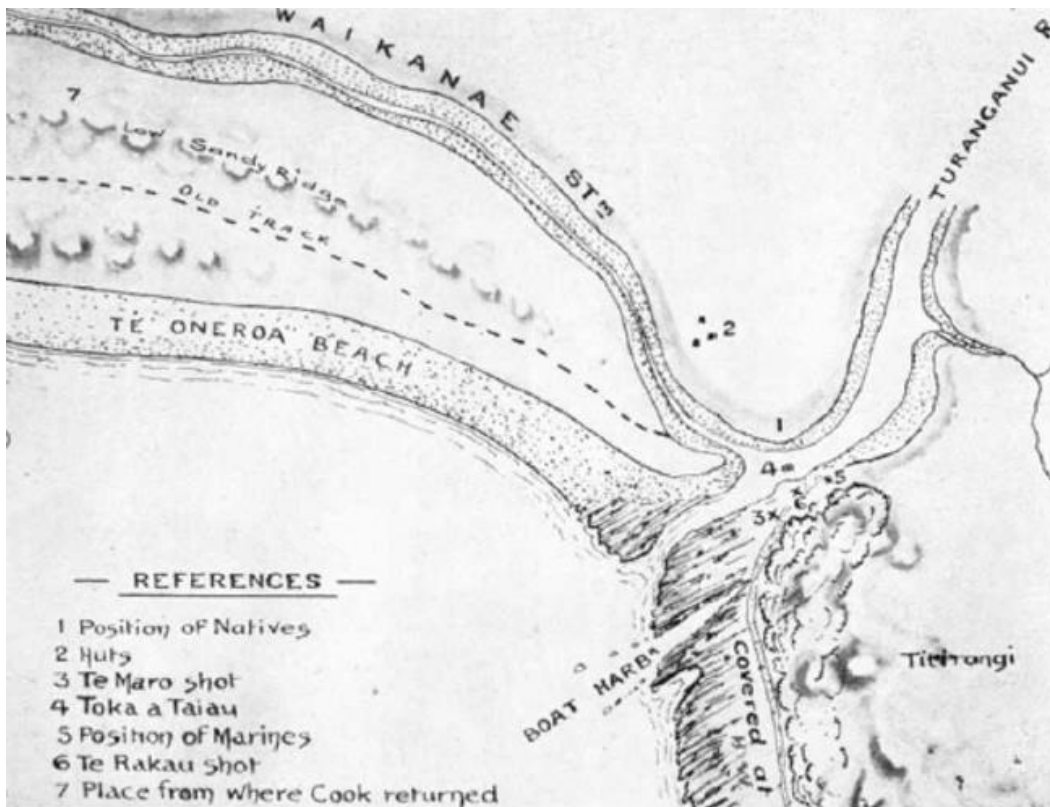 WAIKANAE STM
TURANGANUI R
7
Low Sandy Ridge
OLD TRACK
2
TE ONEROA BEACH
1
4
5
6
3
— REFERENCES —
1 Position of Natives
2 Huts
3 Te Maro shot
4 Toka a Taiau
5 Position of Marines
6 Te Rakau shot
7 Place from where Cook returned
BOAT HARB
Covered at H W
Titirangi